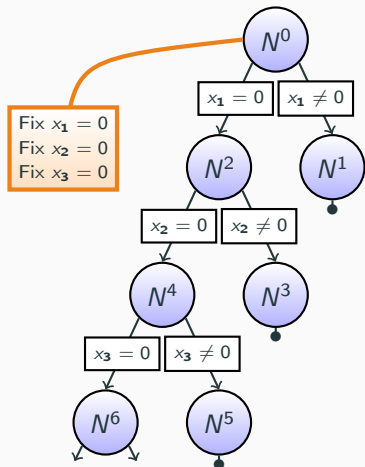 N⁰
x₁ = 0 x₁ ≠ 0
Fix x₁ = 0
Fix x₂ = 0
Fix x₃ = 0
N² N¹
x₂ = 0 x₂ ≠ 0
N⁴ N³
x₃ = 0 x₃ ≠ 0
N⁶ N⁵